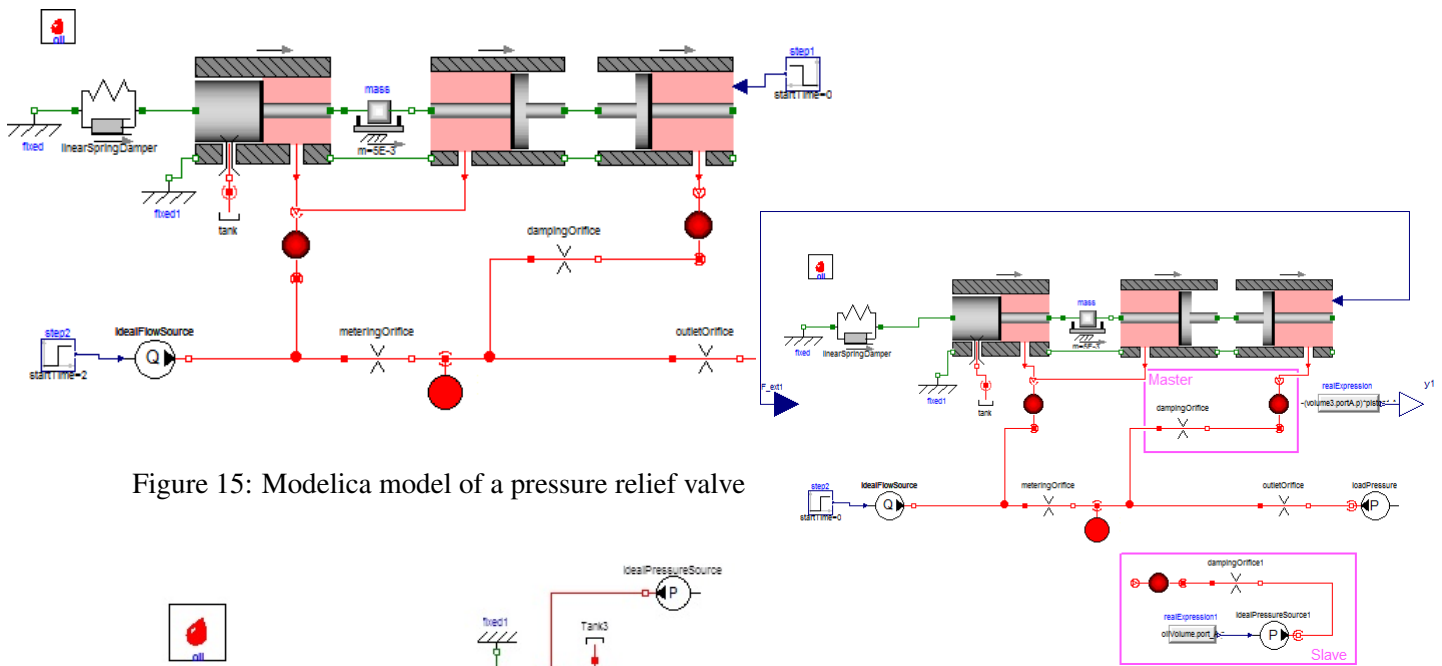 oil
step1
startTime=0
mass
fixed
linearSpringDamper
m=5E-3
fixed1
tank
dampingOrifice
step2
startTime=2
IdealFlowSource
Q
meteringOrifice
outletOrifice
Figure 15: Modelica model of a pressure relief valve
oil
mass
fixed
linearSpringDamper
m=5E-3
fixed1
tank
F_ext1
Master
dampingOrifice
realExpression
y1
step2
startTime=0
IdealFlowSource
Q
meteringOrifice
outletOrifice
loadPressure
P
dampingOrifice1
realExpression1
IdealPressureSource1
P
Slave
oil
IdealPressureSource
P
fixed1
Tank3